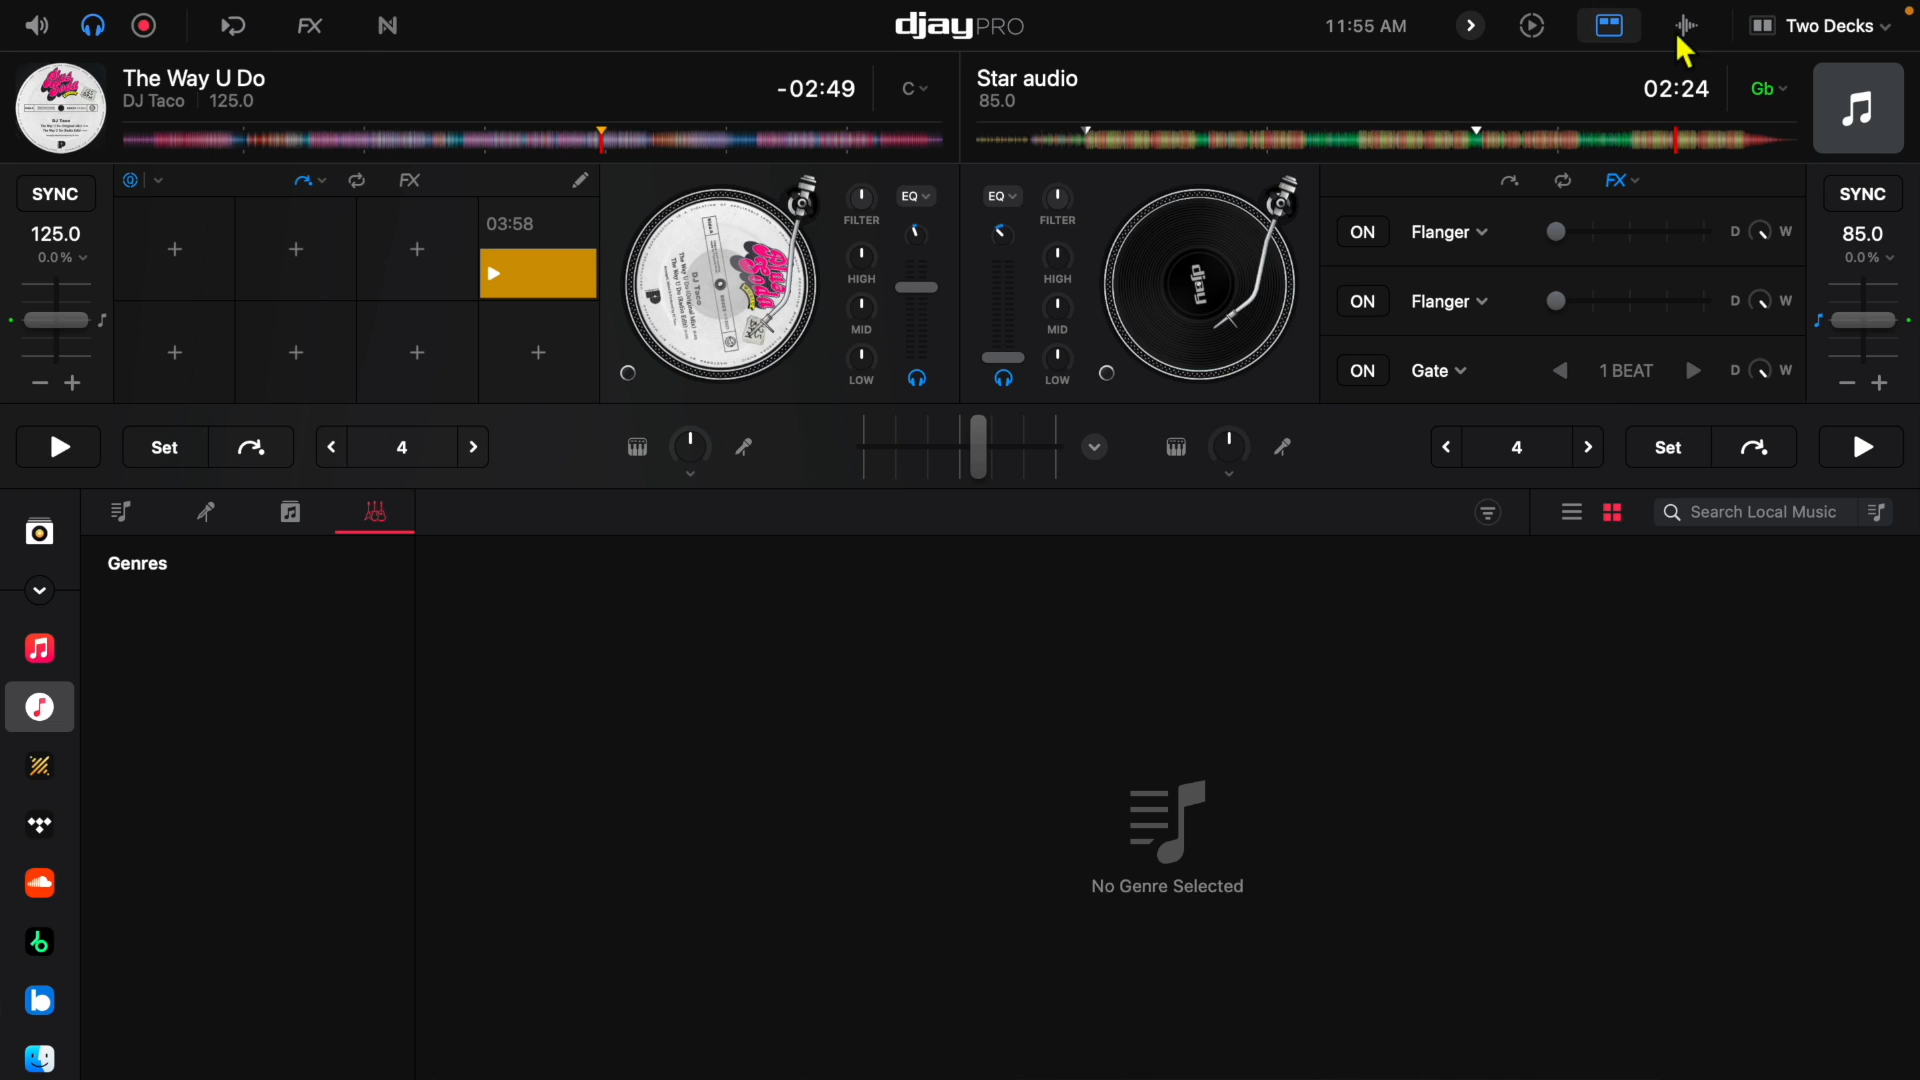 FX
djay PRO
11:55 AM
Two Decks
The Way U Do
DJ Taco
125.0
-02:49
C
Star audio
85.0
02:24
Gb
SYNC
125.0
0.0%
FX
03:58
FILTER
HIGH
MID
LOW
EQ
EQ
FILTER
HIGH
MID
LOW
djay
FX
ON
Flanger
D
W
ON
Flanger
D
W
ON
Gate
1 BEAT
D
W
SYNC
85.0
0.0%
Set
4
4
Set
Search Local Music
Genres
No Genre Selected